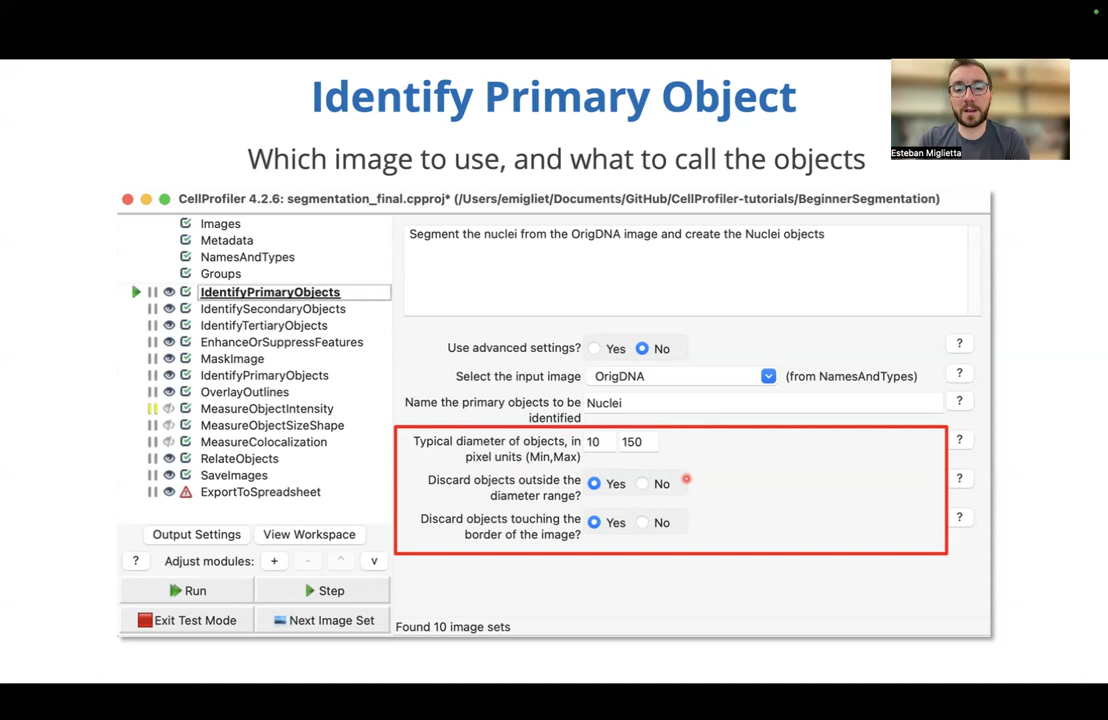 Identify Primary Object
Which image to use, and what to call the objects
Esteban Miglietta
CellProfiler 4.2.6: segmentation_final.cpproj* (/Users/emigliet/Documents/GitHub/CellProfiler-tutorials/BeginnerSegmentation)
Images
Metadata
NamesAndTypes
Groups
IdentifyPrimaryObjects
IdentifySecondaryObjects
IdentifyTertiaryObjects
EnhanceOrSuppressFeatures
MaskImage
IdentifyPrimaryObjects
OverlayOutlines
MeasureObjectIntensity
MeasureObjectSizeShape
MeasureColocalization
RelateObjects
SaveImages
ExportToSpreadsheet
Output Settings View Workspace
? Adjust modules: + - ^ v
Run Step
Exit Test Mode Next Image Set
Segment the nuclei from the OrigDNA image and create the Nuclei objects
Use advanced settings? Yes No ?
Select the input image OrigDNA (from NamesAndTypes) ?
Name the primary objects to be
identified Nuclei ?
Typical diameter of objects, in
pixel units (Min,Max) 10 150 ?
Discard objects outside the
diameter range? Yes No ?
Discard objects touching the
border of the image? Yes No ?
Found 10 image sets